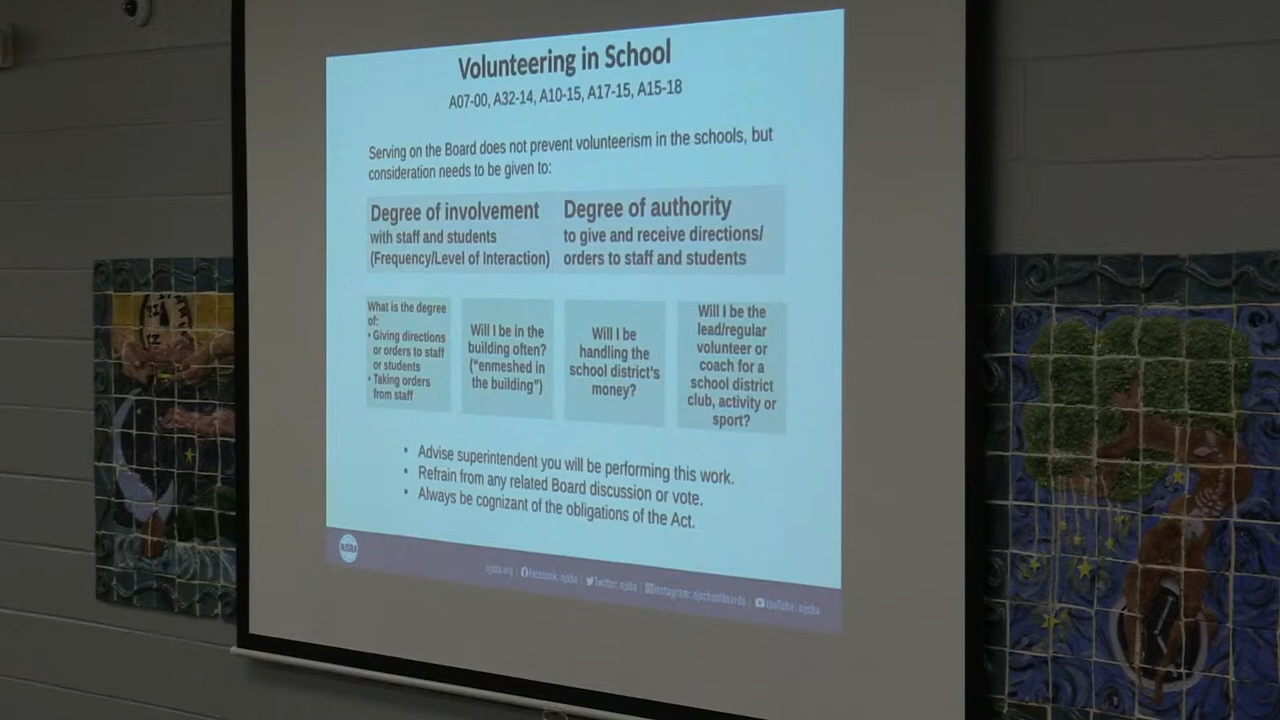 Volunteering in School
A07-00, A32-14, A10-15, A17-15, A15-18
Serving on the Board does not prevent volunteerism in the schools, but
consideration needs to be given to:
Degree of involvement
with staff and students
(Frequency/Level of Interaction)
Degree of authority
to give and receive directions/
orders to staff and students
What is the degree
of:
• Giving directions
or orders to staff
or students
• Taking orders
from staff
Will I be in the
building often?
("enmeshed in
the building")
Will I be
handling the
school district's
money?
Will I be the
lead/regular
volunteer or
coach for a
school district
club, activity or
sport?
• Advise superintendent you will be performing this work.
• Refrain from any related Board discussion or vote.
• Always be cognizant of the obligations of the Act.
NJSBA
njsba.org | Facebook: njsba | Twitter: njsba | Instagram: njschoolboards | YouTube: njsba